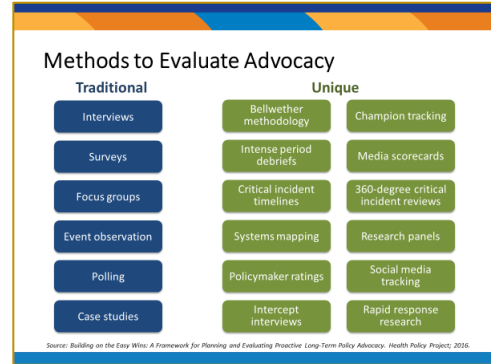 Methods to Evaluate Advocacy
Traditional
Interviews
Surveys
Focus groups
Event observation
Polling
Case studies
Unique
Bellwether
methodology
Intense period
debriefs
Critical incident
timelines
Systems mapping
Policymaker ratings
Intercept
interviews
Champion tracking
Media scorecards
360-degree critical
incident reviews
Research panels
Social media
tracking
Rapid response
research
Source: Building on the Easy Wins: A Framework for Planning and Evaluating Proactive Long-Term Policy Advocacy. Health Policy Project; 2016.